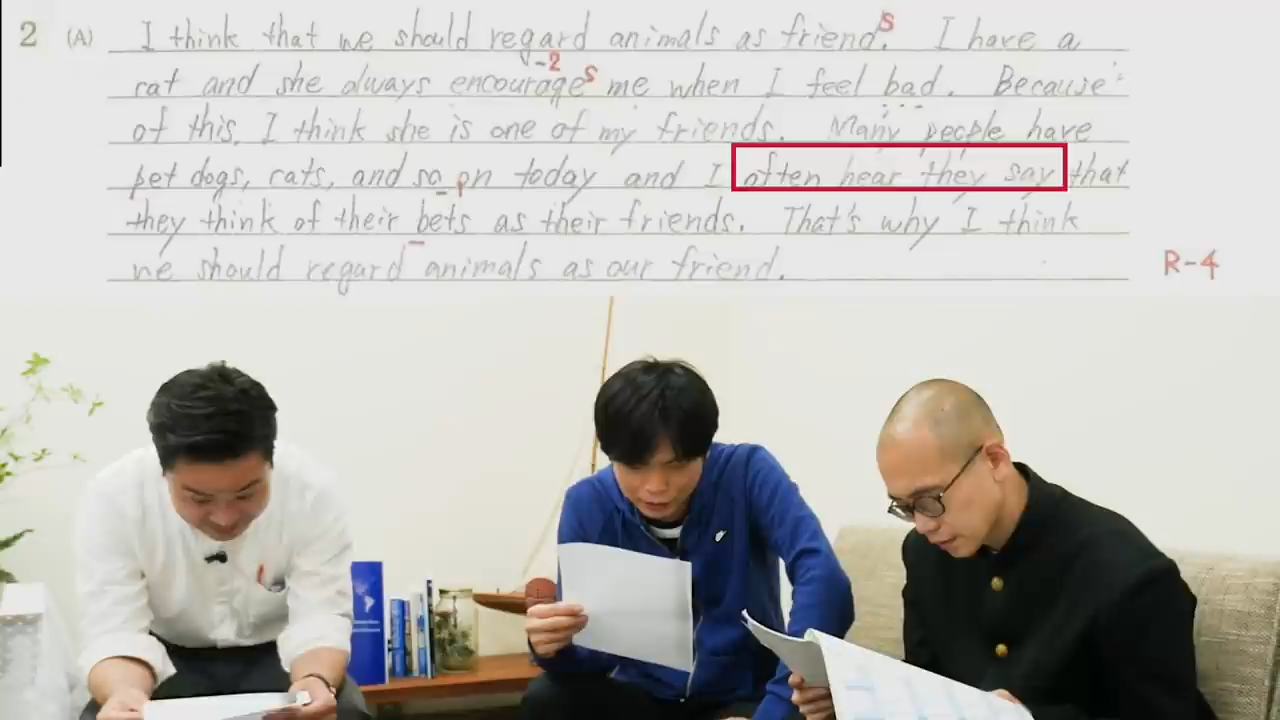 2 (A) I think that we should regard animals as friends. I have a
-2
cat and she always encourages me when I feel bad. Because
of this, I think she is one of my friends. Many people have
pet dogs, cats, and so on today and I often hear they say that
they think of their bets as their friends. That's why I think
we should regard animals as our friend.
R-4